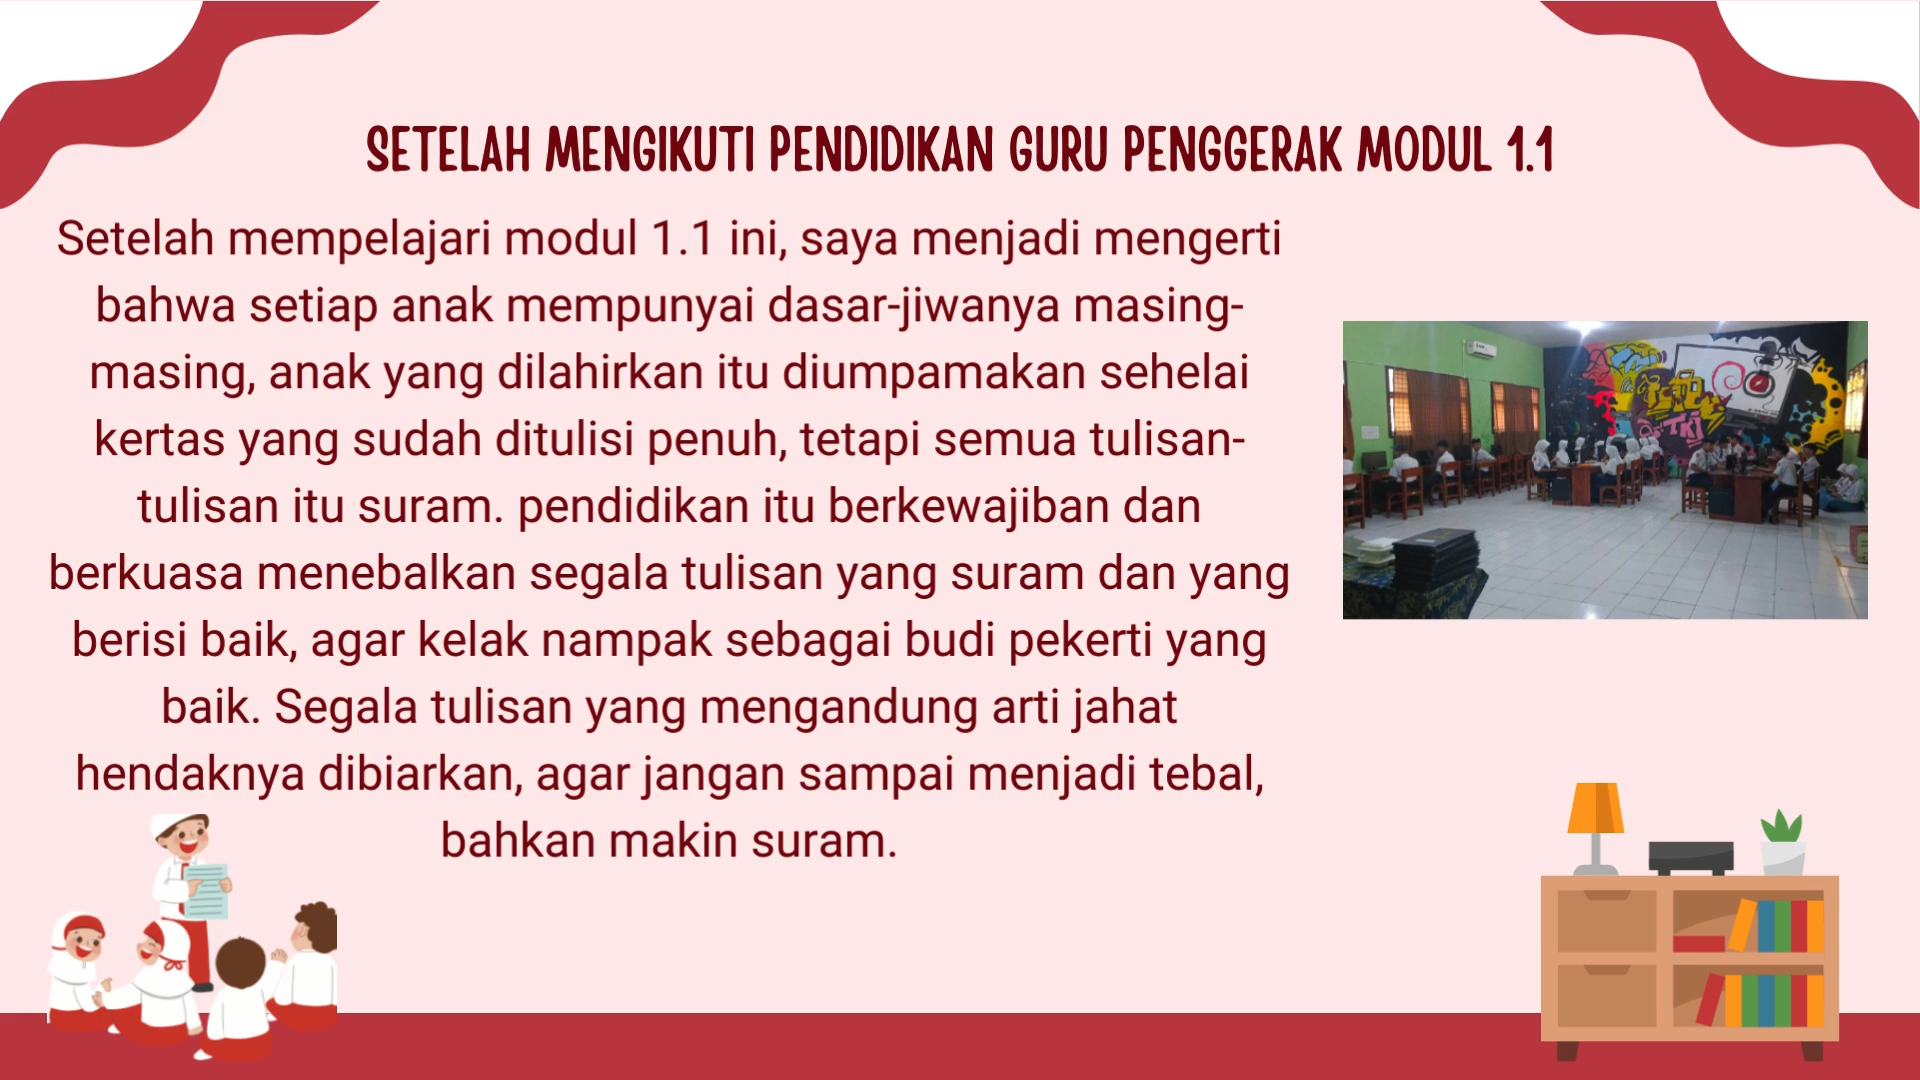 SETELAH MENGIKUTI PENDIDIKAN GURU PENGGERAK MODUL 1.1
Setelah mempelajari modul 1.1 ini, saya menjadi mengerti
bahwa setiap anak mempunyai dasar-jiwanya masing-
masing, anak yang dilahirkan itu diumpamakan sehelai
kertas yang sudah ditulisi penuh, tetapi semua tulisan-
tulisan itu suram. pendidikan itu berkewajiban dan
berkuasa menebalkan segala tulisan yang suram dan yang
berisi baik, agar kelak nampak sebagai budi pekerti yang
baik. Segala tulisan yang mengandung arti jahat
hendaknya dibiarkan, agar jangan sampai menjadi tebal,
bahkan makin suram.